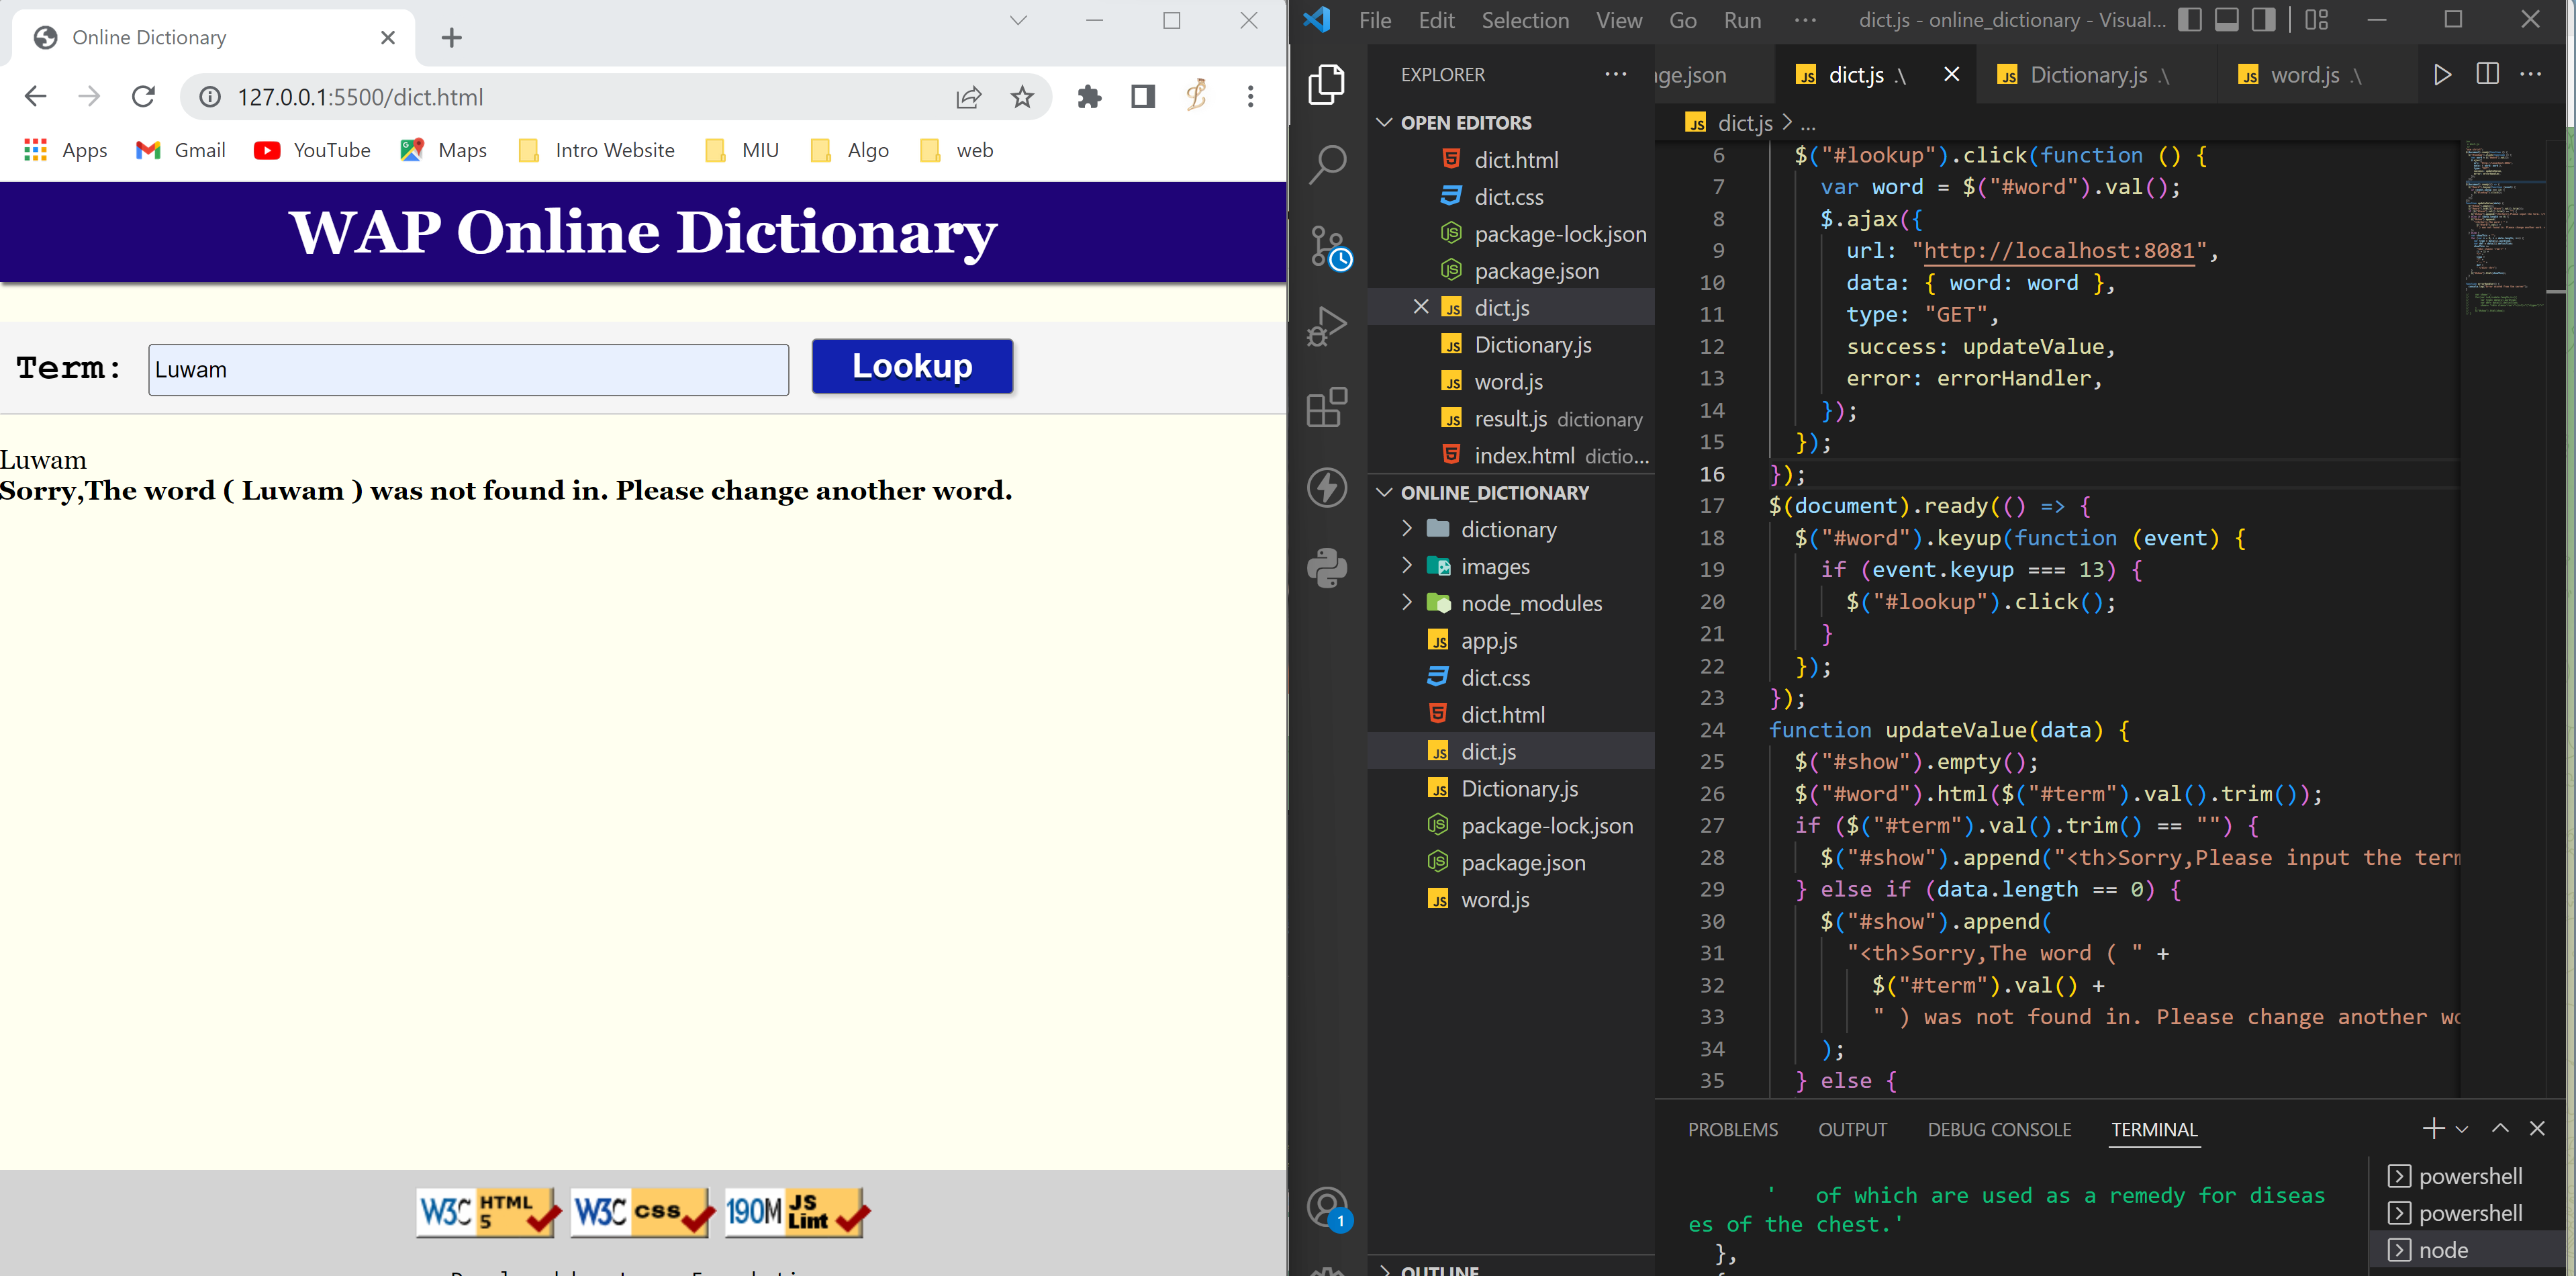 Online Dictionary
127.0.0.1:5500/dict.html
Apps Gmail YouTube Maps Intro Website MIU Algo web
WAP Online Dictionary
Term: Luwam Lookup
Luwam
Sorry,The word ( Luwam ) was not found in. Please change another word.
W3C HTML 5 W3C css 190M JS Lint
File Edit Selection View Go Run ... dict.js - online_dictionary - Visual...
EXPLORER ...
OPEN EDITORS
dict.html
dict.css
package-lock.json
package.json
dict.js
Dictionary.js
word.js
result.js dictionary
index.html dictio...
ONLINE_DICTIONARY
dictionary
images
node_modules
app.js
dict.css
dict.html
dict.js
Dictionary.js
package-lock.json
package.json
word.js
OUTLINE
1
ge.json dict.js .\ Dictionary.js .\ word.js .\
dict.js > ...
6 $("#lookup").click(function () {
7 var word = $("#word").val();
8 $.ajax({
9 url: "http://localhost:8081",
10 data: { word: word },
11 type: "GET",
12 success: updateValue,
13 error: errorHandler,
14 });
15 });
16 });
17 $(document).ready(() => {
18 $("#word").keyup(function (event) {
19 if (event.keyup === 13) {
20 $("#lookup").click();
21 }
22 });
23 });
24 function updateValue(data) {
25 $("#show").empty();
26 $("#word").html($("#term").val().trim());
27 if ($("#term").val().trim() == "") {
28 $("#show").append("<th>Sorry,Please input the term
29 } else if (data.length == 0) {
30 $("#show").append(
31 "<th>Sorry,The word ( " +
32 $("#term").val() +
33 " ) was not found in. Please change another wo
34 );
35 } else {
PROBLEMS OUTPUT DEBUG CONSOLE TERMINAL
' of which are used as a remedy for diseas
es of the chest.'
},
powershell
powershell
node